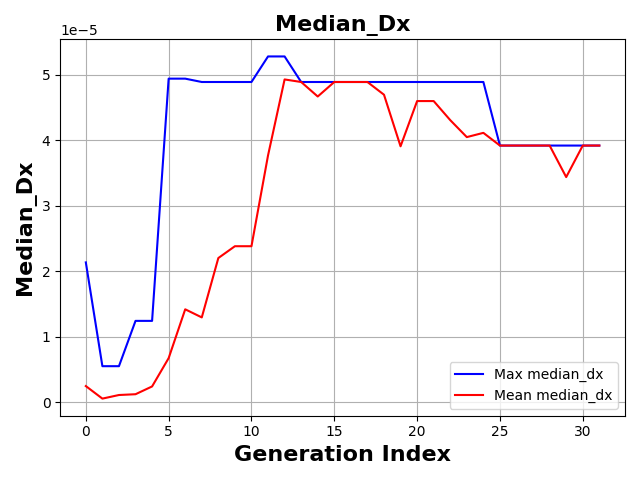 Median_Dx
1e−5
5
4
3
2
1
0
Median_Dx
0 5 10 15 20 25 30
Generation Index
Max median_dx
Mean median_dx